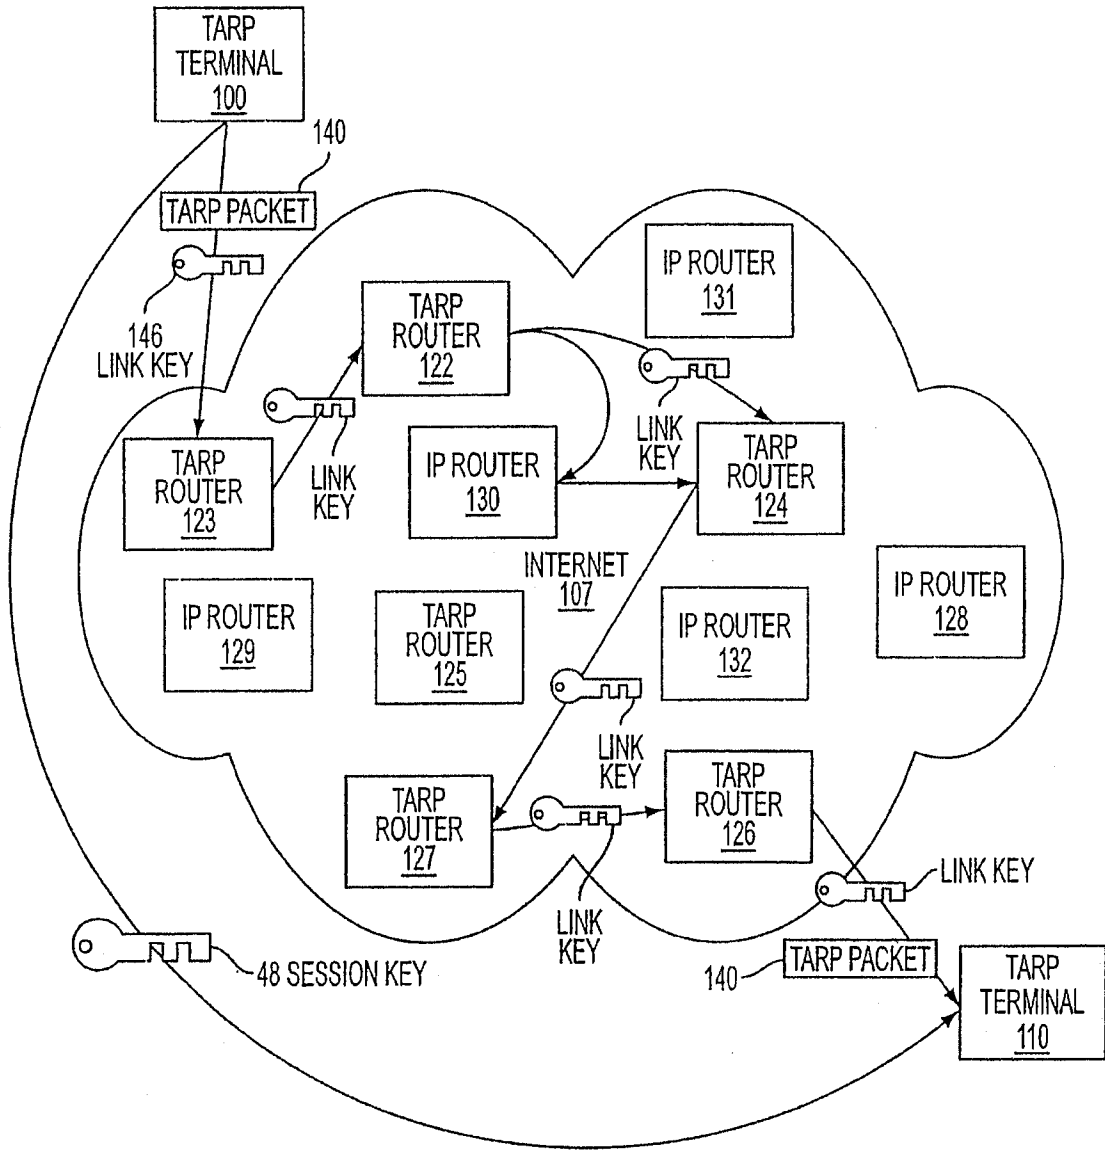 TARP
TERMINAL
100
140
TARP PACKET
146
LINK KEY
IP ROUTER
131
TARP
ROUTER
122
LINK
KEY
LINK
KEY
TARP
ROUTER
123
IP ROUTER
130
TARP
ROUTER
124
INTERNET
107
IP ROUTER
128
IP ROUTER
129
TARP
ROUTER
125
IP ROUTER
132
LINK
KEY
TARP
ROUTER
127
TARP
ROUTER
126
LINK
KEY
LINK KEY
48 SESSION KEY
140
TARP PACKET
TARP
TERMINAL
110